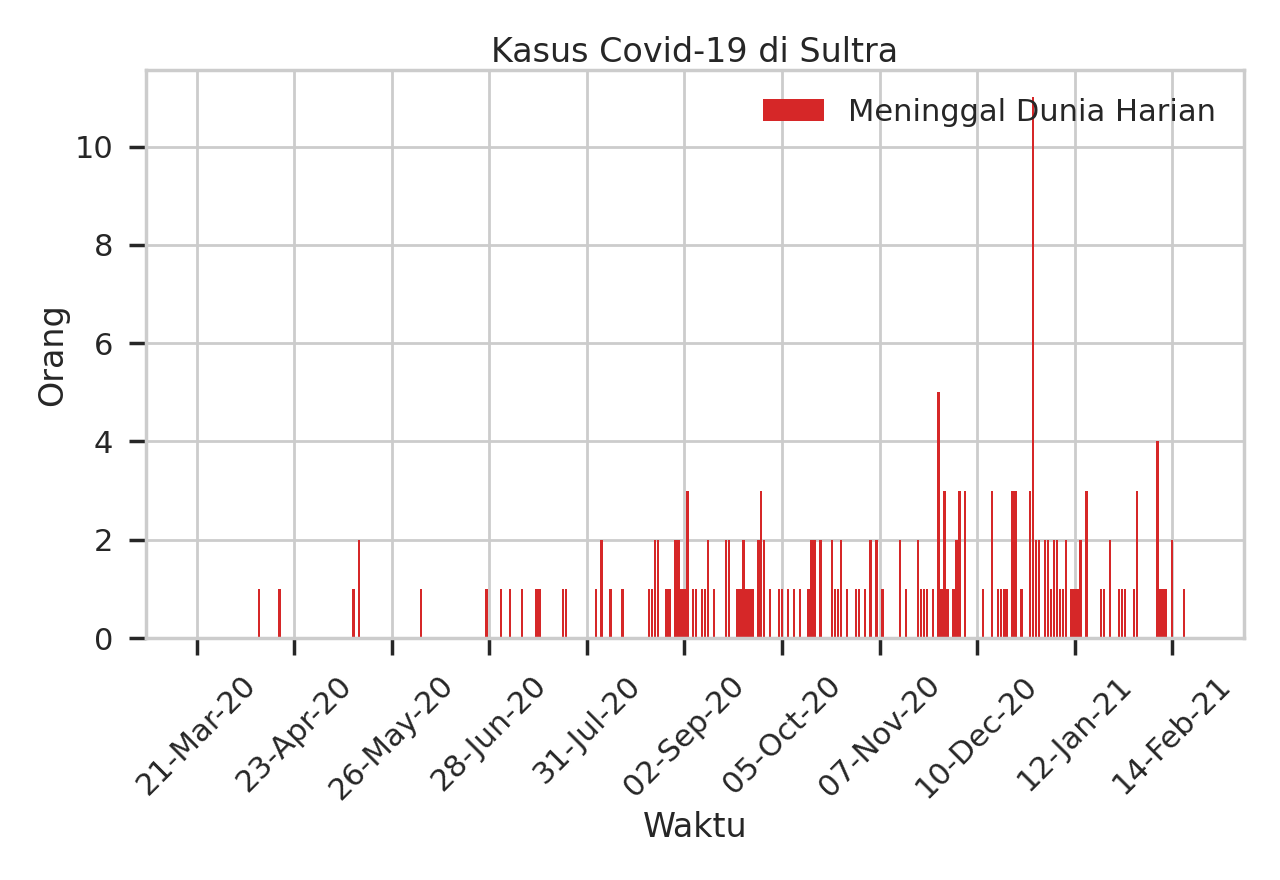 Kasus Covid-19 di Sultra
Meninggal Dunia Harian
10
8
6
4
2
0
Orang
21-Mar-20
23-Apr-20
26-May-20
28-Jun-20
31-Jul-20
02-Sep-20
05-Oct-20
07-Nov-20
10-Dec-20
12-Jan-21
14-Feb-21
Waktu